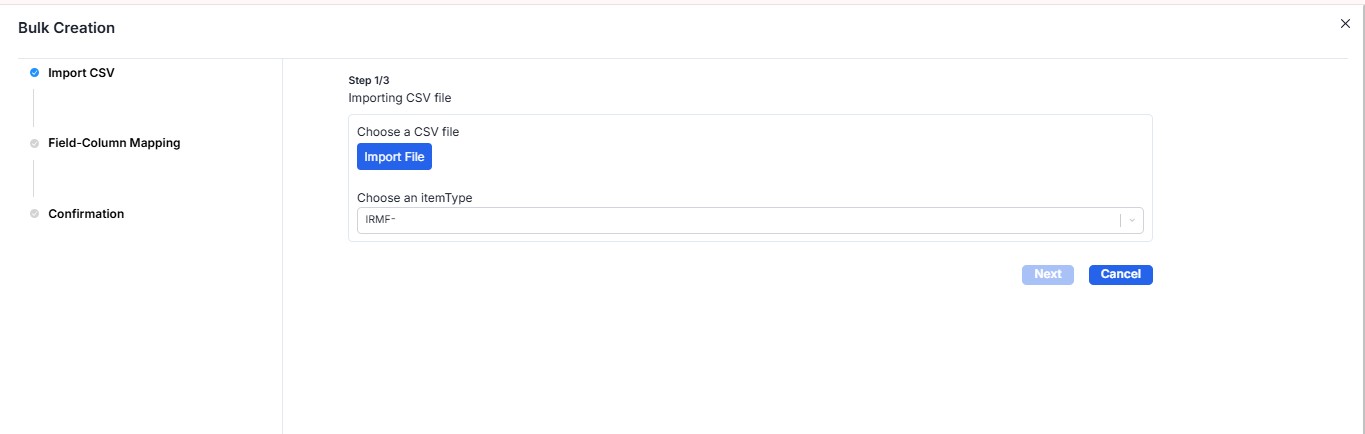 Bulk Creation
Import CSV
Field-Column Mapping
Confirmation
Step 1/3
Importing CSV file
Choose a CSV file
Import File
Choose an itemType
IRMF-
Next
Cancel